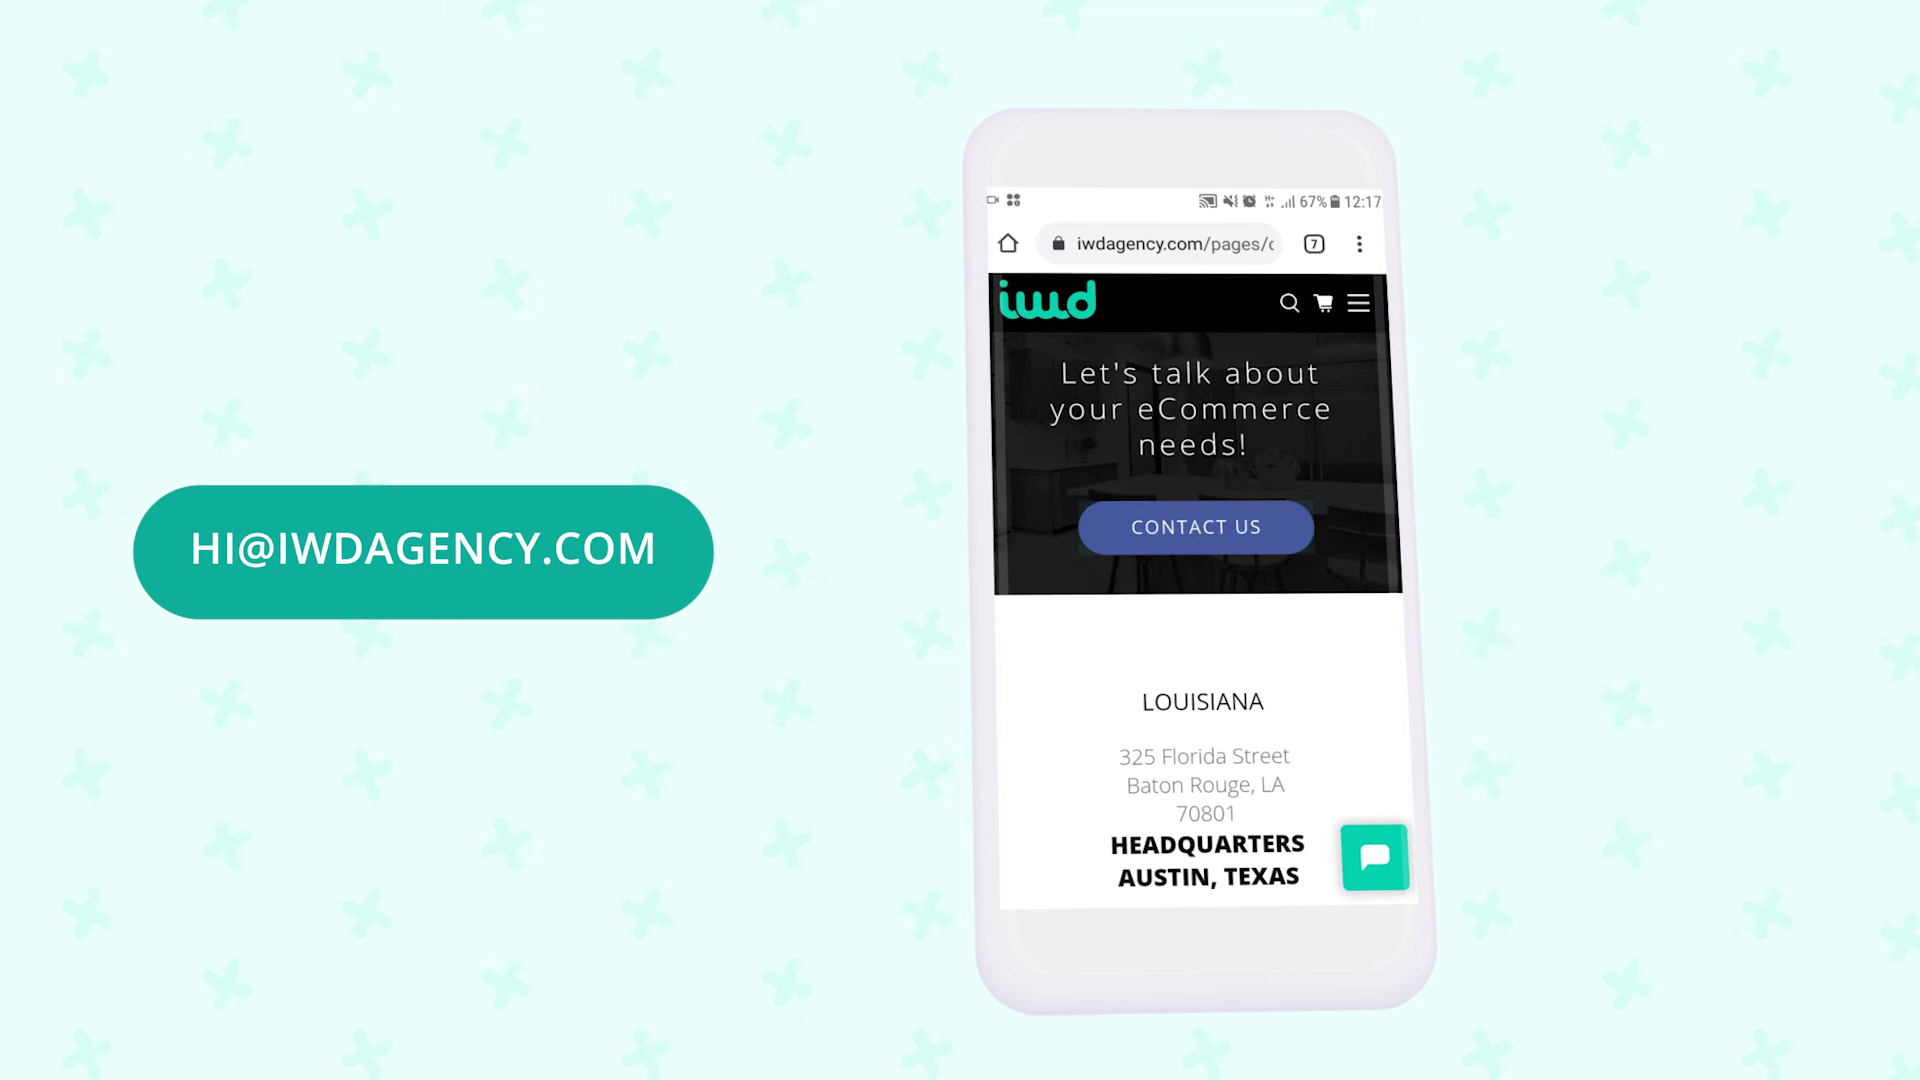 HI@IWDAGENCY.COM
67% 12:17
iwdagency.com/pages/c
7
iwd
Let's talk about
your eCommerce
needs!
CONTACT US
LOUISIANA
325 Florida Street
Baton Rouge, LA
70801
HEADQUARTERS
AUSTIN, TEXAS